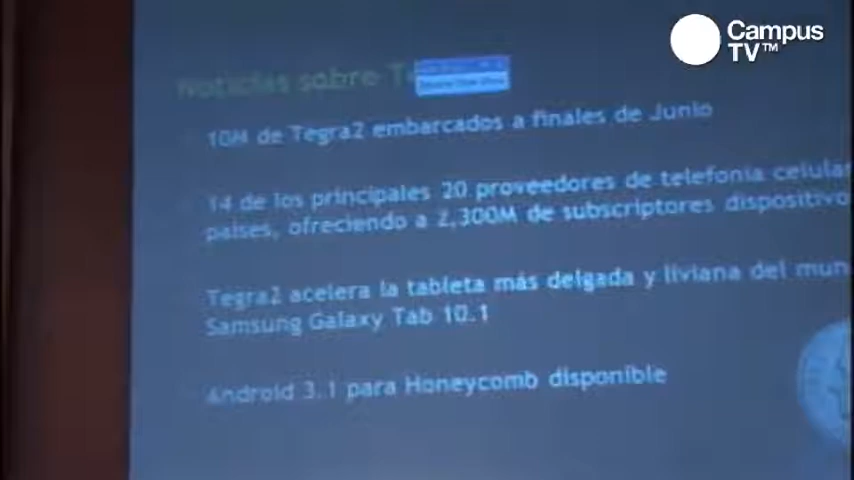 Campus
TV™
Noticias sobre
10M de Tegra2 embarcados a finales de Junio
14 de los principales 20 proveedores de telefonía celular
países, ofreciendo a 2,300M de subscriptores dispositivo
Tegra2 acelera la tableta más delgada y liviana del mun
Samsung Galaxy Tab 10.1
Android 3.1 para Honeycomb disponible